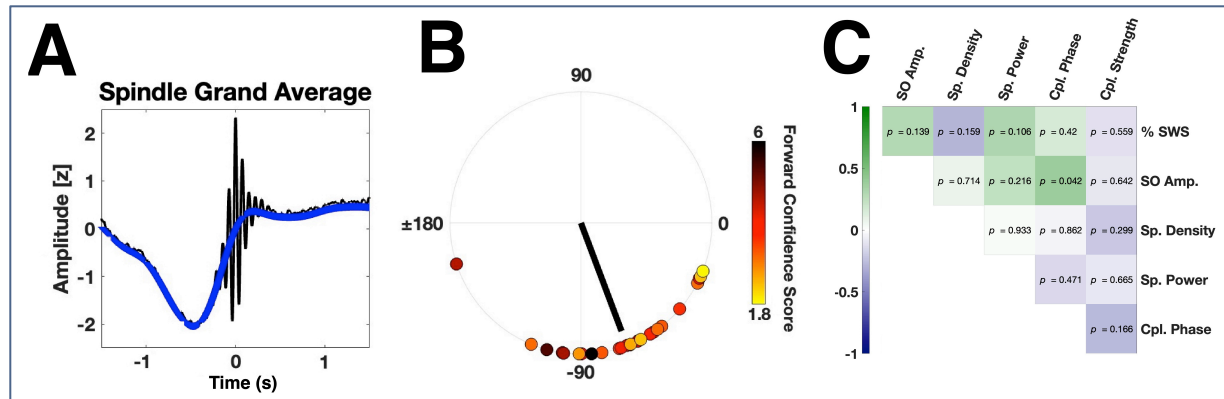 A
Spindle Grand Average
Amplitude [z]
2
1
0
-1
-2
-1
0
1
Time (s)
B
90
±180
0
-90
6
1.8
Forward Confidence Score
C
SO Amp.
Sp. Density
Sp. Power
Cpl. Phase
Cpl. Strength
1
0.5
0
-0.5
-1
p = 0.139 p = 0.159 p = 0.106 p = 0.42 p = 0.559 % SWS
p = 0.714 p = 0.216 p = 0.042 p = 0.642 SO Amp.
p = 0.933 p = 0.862 p = 0.299 Sp. Density
p = 0.471 p = 0.665 Sp. Power
p = 0.166 Cpl. Phase